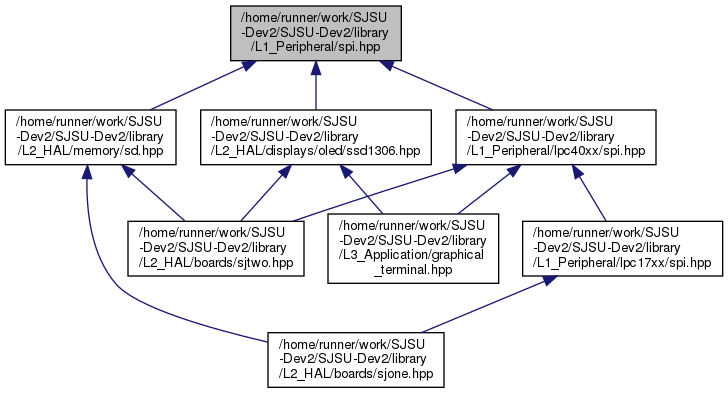 /home/runner/work/SJSU
-Dev2/SJSU-Dev2/library
/L1_Peripheral/spi.hpp
/home/runner/work/SJSU
-Dev2/SJSU-Dev2/library
/L2_HAL/memory/sd.hpp
/home/runner/work/SJSU
-Dev2/SJSU-Dev2/library
/L2_HAL/displays/oled/ssd1306.hpp
/home/runner/work/SJSU
-Dev2/SJSU-Dev2/library
/L1_Peripheral/lpc40xx/spi.hpp
/home/runner/work/SJSU
-Dev2/SJSU-Dev2/library
/L2_HAL/boards/sjtwo.hpp
/home/runner/work/SJSU
-Dev2/SJSU-Dev2/library
/L3_Application/graphical
_terminal.hpp
/home/runner/work/SJSU
-Dev2/SJSU-Dev2/library
/L1_Peripheral/lpc17xx/spi.hpp
/home/runner/work/SJSU
-Dev2/SJSU-Dev2/library
/L2_HAL/boards/sjone.hpp